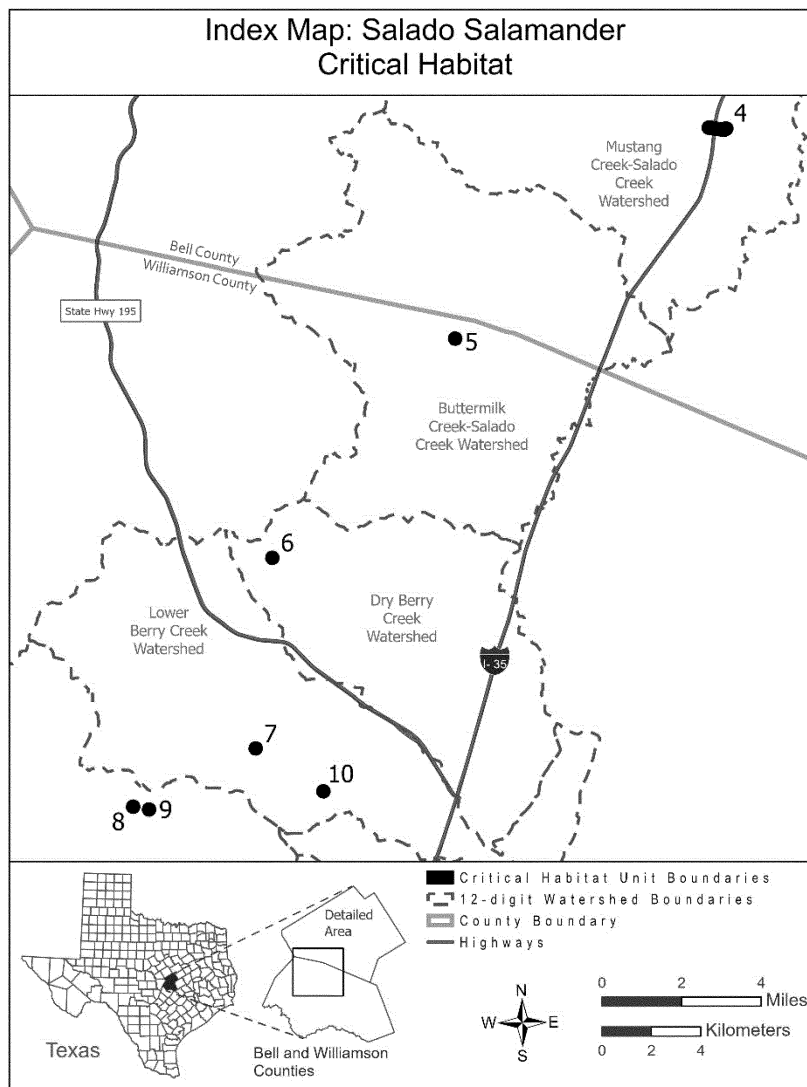 Index Map: Salado Salamander
Critical Habitat
4
Mustang
Creek-Salado
Creek
Watershed
Bell County
Williamson County
State Hwy 195
5
Buttermilk
Creek-Salado
Creek Watershed
6
Dry Berry
Creek
Watershed
Lower
Berry Creek
Watershed
I-35
7
10
8
9
Critical Habitat Unit Boundaries
12-digit Watershed Boundaries
County Boundary
Highways
Detailed
Area
Texas
Bell and Williamson
Counties
N
W
E
S
0 2 4
Miles
Kilometers
0 2 4